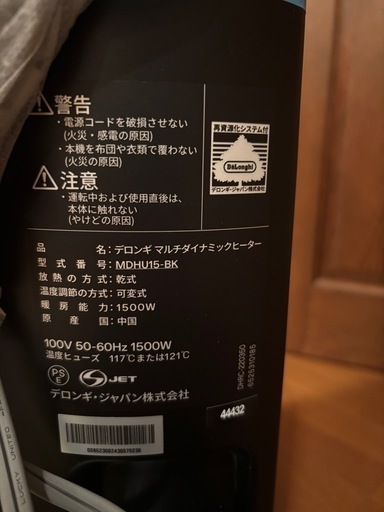 警告
・電源コードを破損させない
(火災・感電の原因)
・本機を布団や衣類で覆わない
(火災の原因)
注意
・運転中および使用直後は、
本体に触れない
(やけどの原因)
再資源化システム付
DeLonghi
デロンギ・ジャパン株式会社
品名：デロンギ マルチダイナミックヒーター
型式番号：MDHU15-BK
放熱の方式：乾式
温度調節の方式：可変式
暖房能力：1500W
原産国：中国
100V 50-60Hz 1500W
温度ヒューズ 117℃または121℃
PS
E
S JET
デロンギ・ジャパン株式会社
44432
LUCKY UNITED